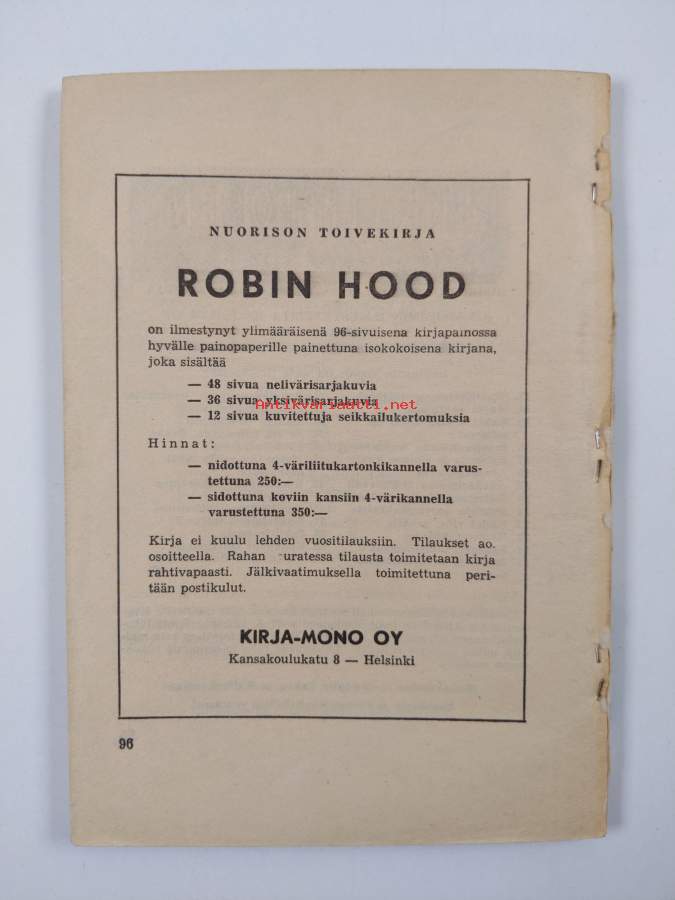 NUORISON TOIVEKIRJA
ROBIN HOOD
on ilmestynyt ylimääräisenä 96-sivuisena kirjapainossa
hyvälle painopaperille painettuna isokokoisena kirjana,
joka sisältää
— 48 sivua nelivärisarjakuvia
— 36 sivua yksivärisarjakuvia
Antikvariaatti.net
— 12 sivua kuvitettuja seikkailukertomuksia
Hinnat:
— nidottuna 4-väriliitukartonkikannella varus-
tettuna 250:—
— sidottuna koviin kansiin 4-värikannella
varustettuna 350:—
Kirja ei kuulu lehden vuositilauksiin. Tilaukset ao.
osoitteella. Rahan uratessa tilausta toimitetaan kirja
rahtivapaasti. Jälkivaatimuksella toimitettuna peri-
tään postikulut.
KIRJA-MONO OY
Kansakoulukatu 8 — Helsinki
96